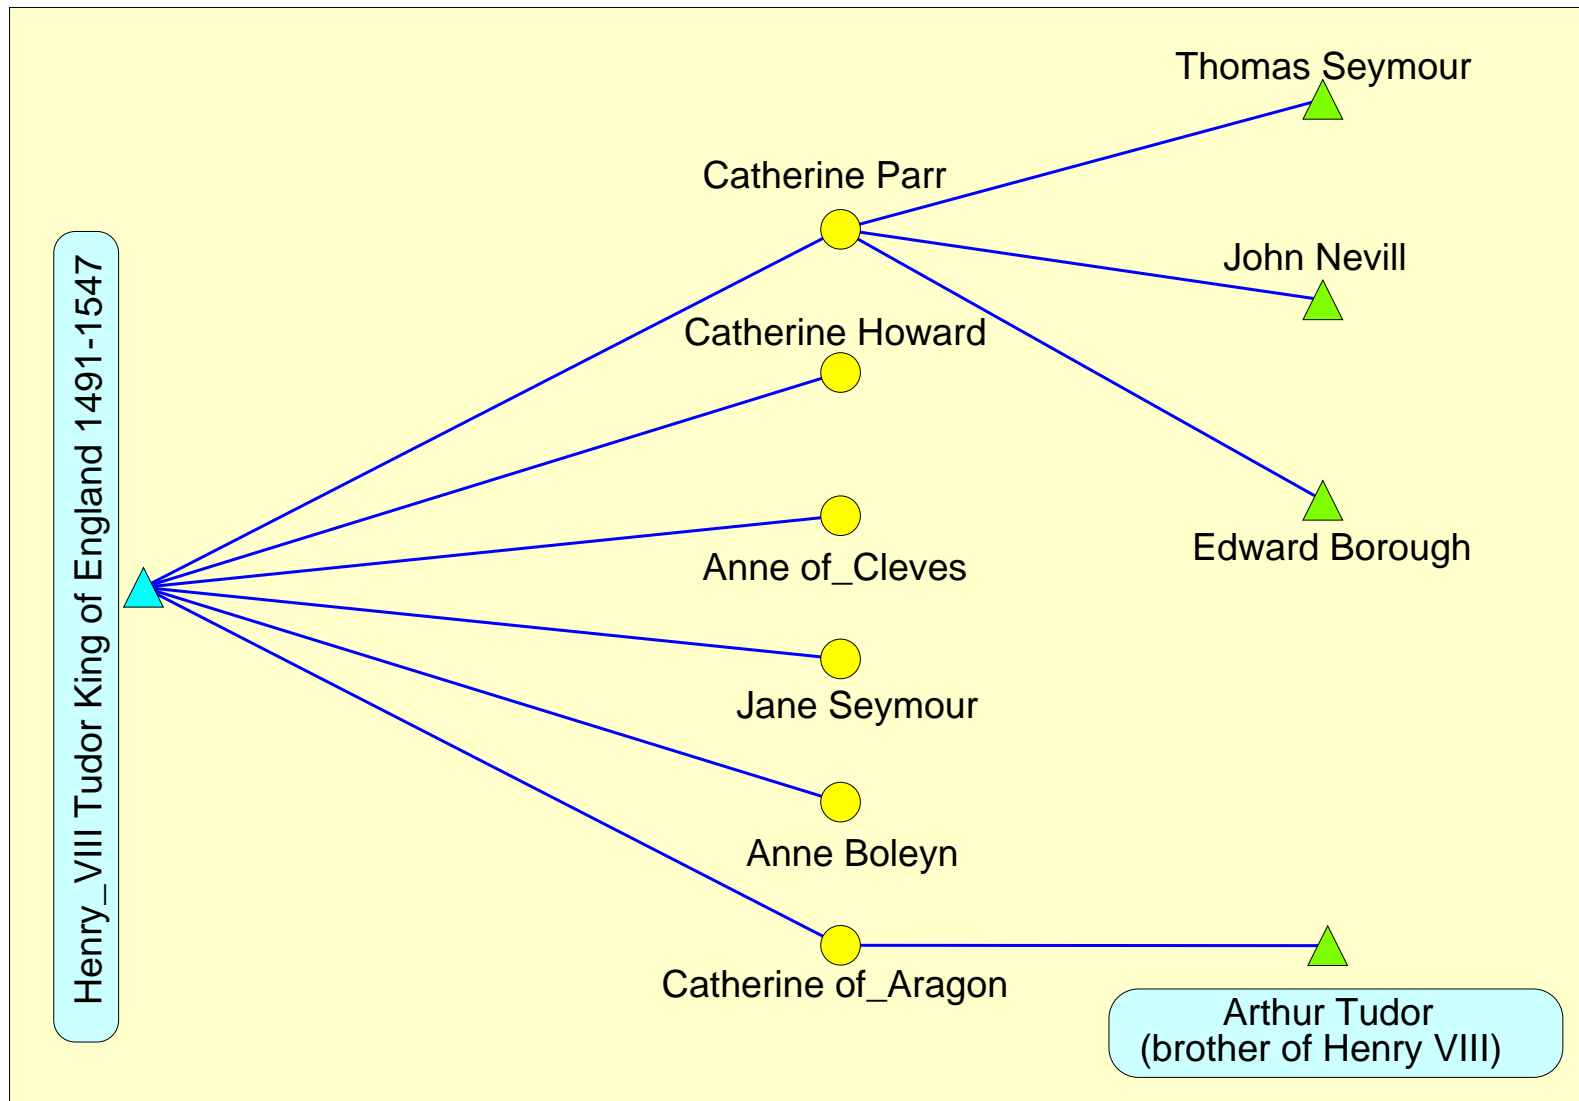 Thomas Seymour
Catherine Parr
John Nevill
Catherine Howard
Edward Borough
Anne of_Cleves
Henry_VIII Tudor King of England 1491-1547
Jane Seymour
Anne Boleyn
Catherine of_Aragon
Arthur Tudor
(brother of Henry VIII)